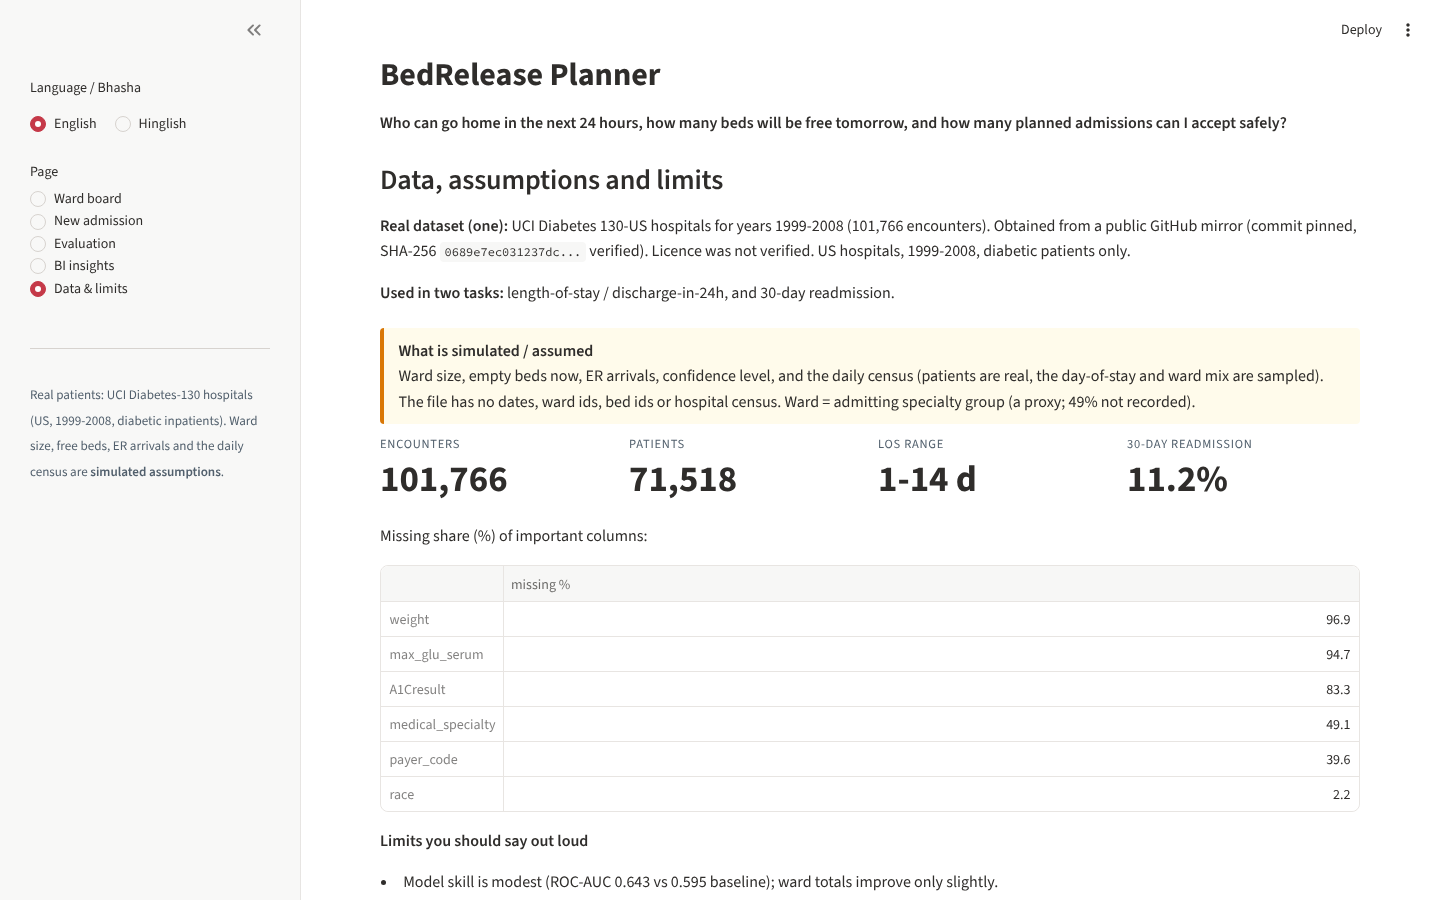 Deploy
Language / Bhasha
English
Hinglish
Page
Ward board
New admission
Evaluation
BI insights
Data & limits
Real patients: UCI Diabetes-130 hospitals
(US, 1999-2008, diabetic inpatients). Ward
size, free beds, ER arrivals and the daily
census are simulated assumptions.
BedRelease Planner
Who can go home in the next 24 hours, how many beds will be free tomorrow, and how many planned admissions can I accept safely?
Data, assumptions and limits
Real dataset (one): UCI Diabetes 130-US hospitals for years 1999-2008 (101,766 encounters). Obtained from a public GitHub mirror (commit pinned,
SHA-256 0689e7ec031237dc... verified). Licence was not verified. US hospitals, 1999-2008, diabetic patients only.
Used in two tasks: length-of-stay / discharge-in-24h, and 30-day readmission.
What is simulated / assumed
Ward size, empty beds now, ER arrivals, confidence level, and the daily census (patients are real, the day-of-stay and ward mix are sampled).
The file has no dates, ward ids, bed ids or hospital census. Ward = admitting specialty group (a proxy; 49% not recorded).
ENCOUNTERS PATIENTS LOS RANGE 30-DAY READMISSION
101,766 71,518 1-14 d 11.2%
Missing share (%) of important columns:
missing %
weight 96.9
max_glu_serum 94.7
A1Cresult 83.3
medical_specialty 49.1
payer_code 39.6
race 2.2
Limits you should say out loud
• Model skill is modest (ROC-AUC 0.643 vs 0.595 baseline); ward totals improve only slightly.